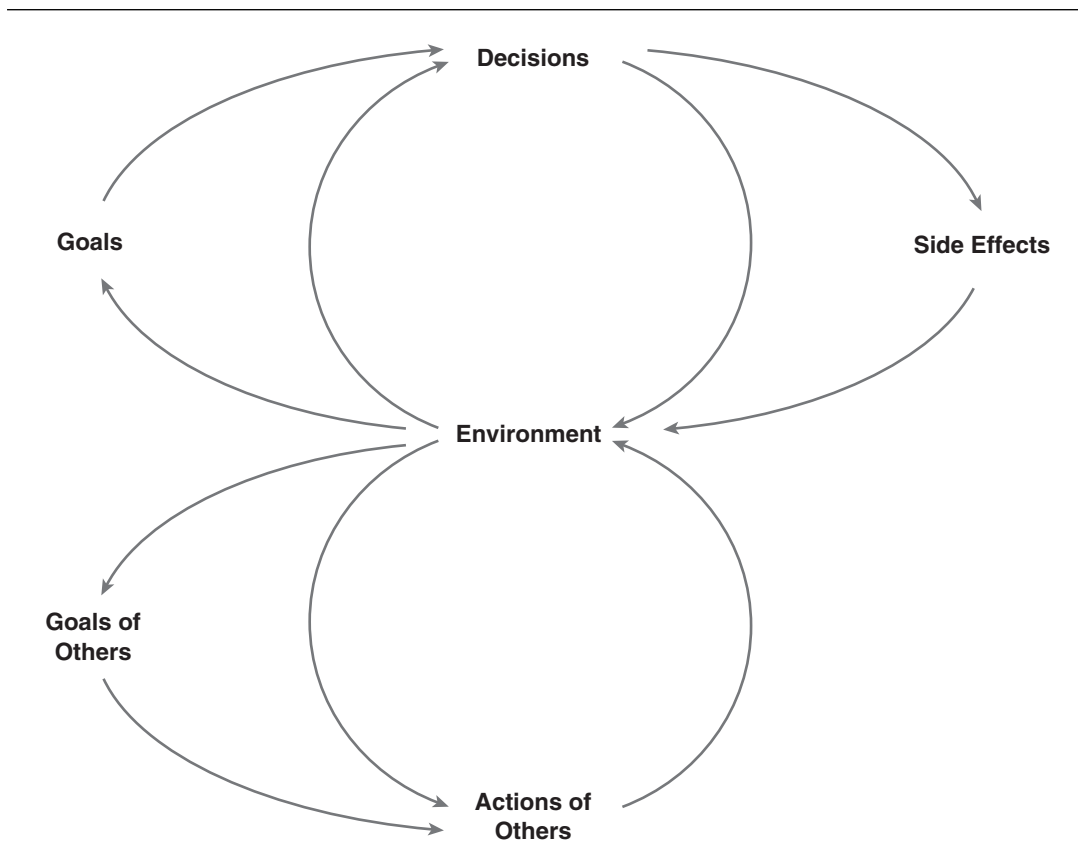 Decisions
Goals
Side Effects
Environment
Goals of
Others
Actions of
Others